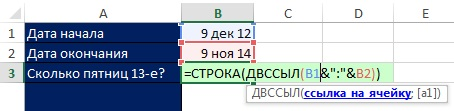 A B C D E
1 Дата начала 9 дек 12
2 Дата окончания 9 ноя 14
3 Сколько пятниц 13-е? =СТРОКА(ДВССЫЛ(B1&":"&B2))
ДВССЫЛ(ссылка_на_ячейку; [a1])